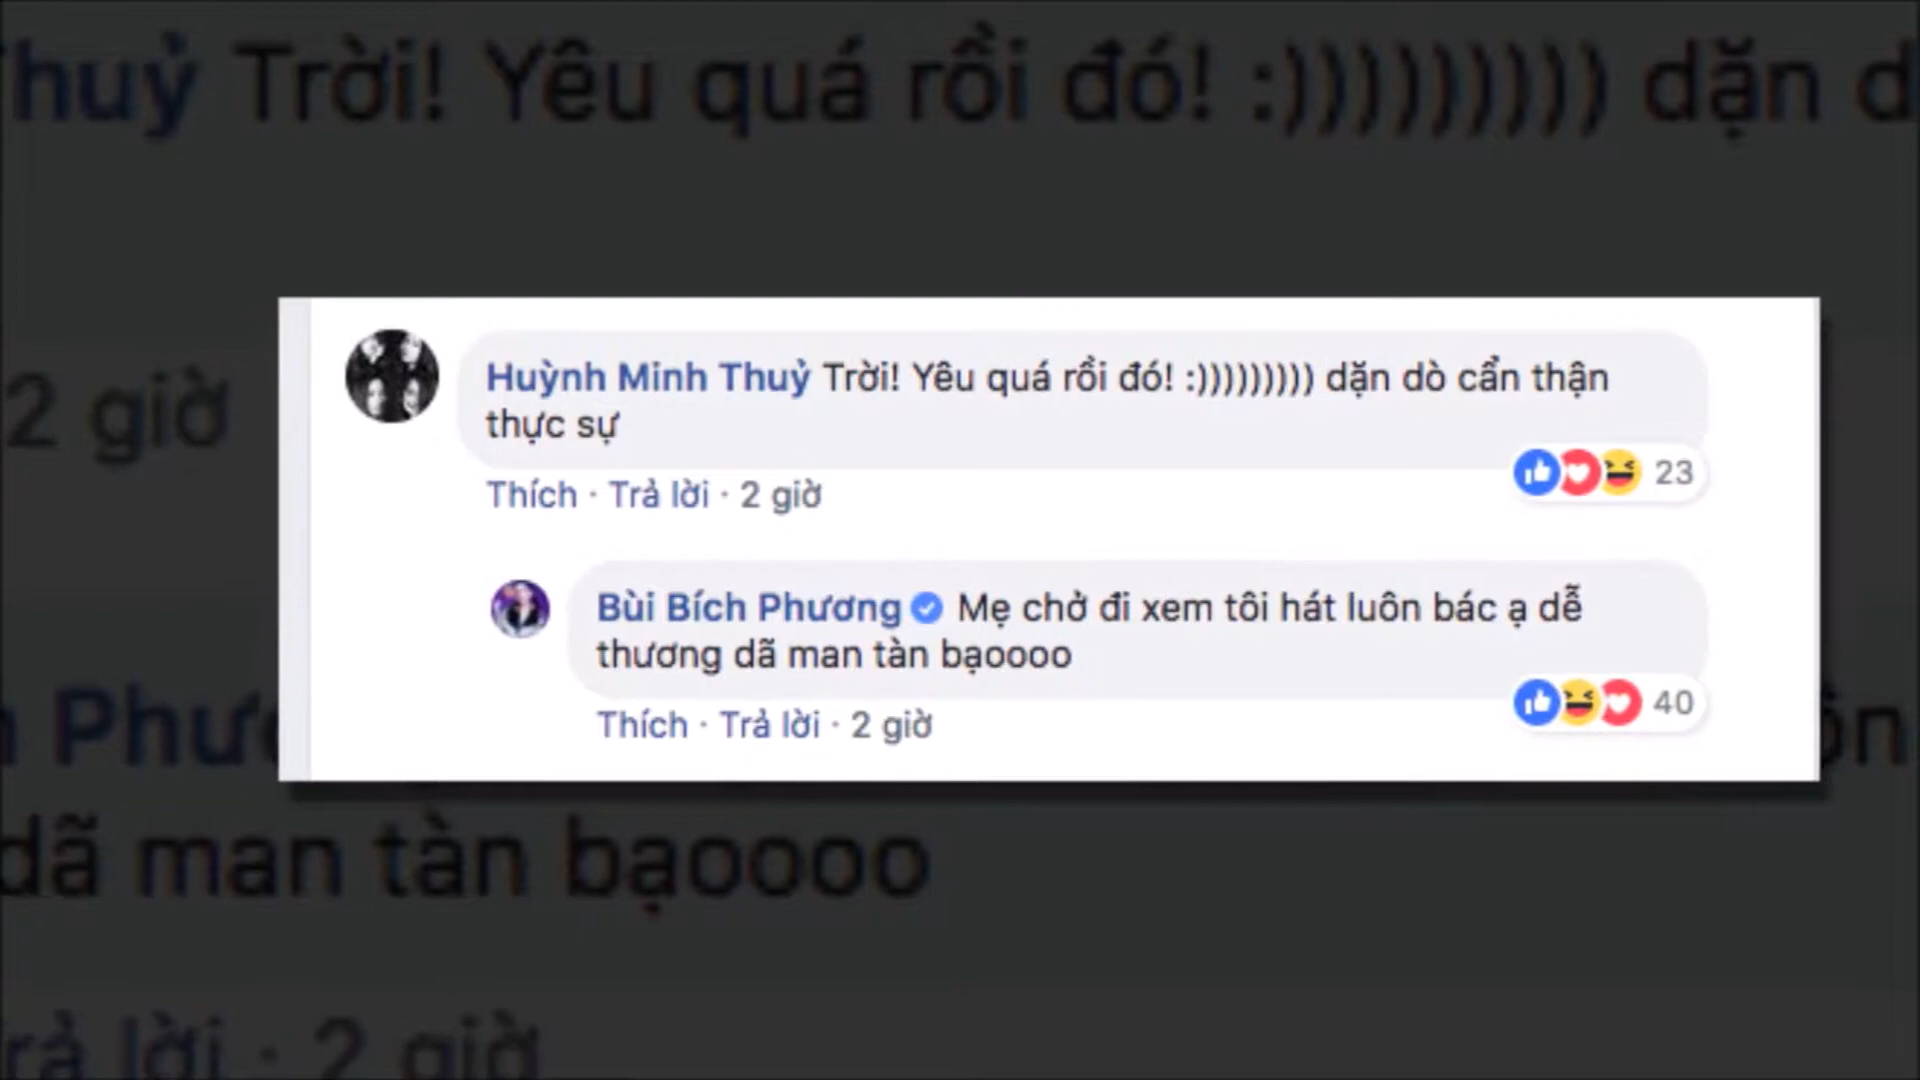 Thuỷ Trời! Yêu quá rồi đó! :))))))))) dặn
2 giờ
Huỳnh Minh Thuỷ Trời! Yêu quá rồi đó! :))))))))) dặn dò cẩn thận
thực sự
23
Thích · Trả lời · 2 giờ
Bùi Bích Phương Mẹ chở đi xem tôi hát luôn bác ạ dễ
thương dã man tàn bạoooo
40
Thích · Trả lời · 2 giờ
dã man tàn bạoooo
lời · 2 giờ